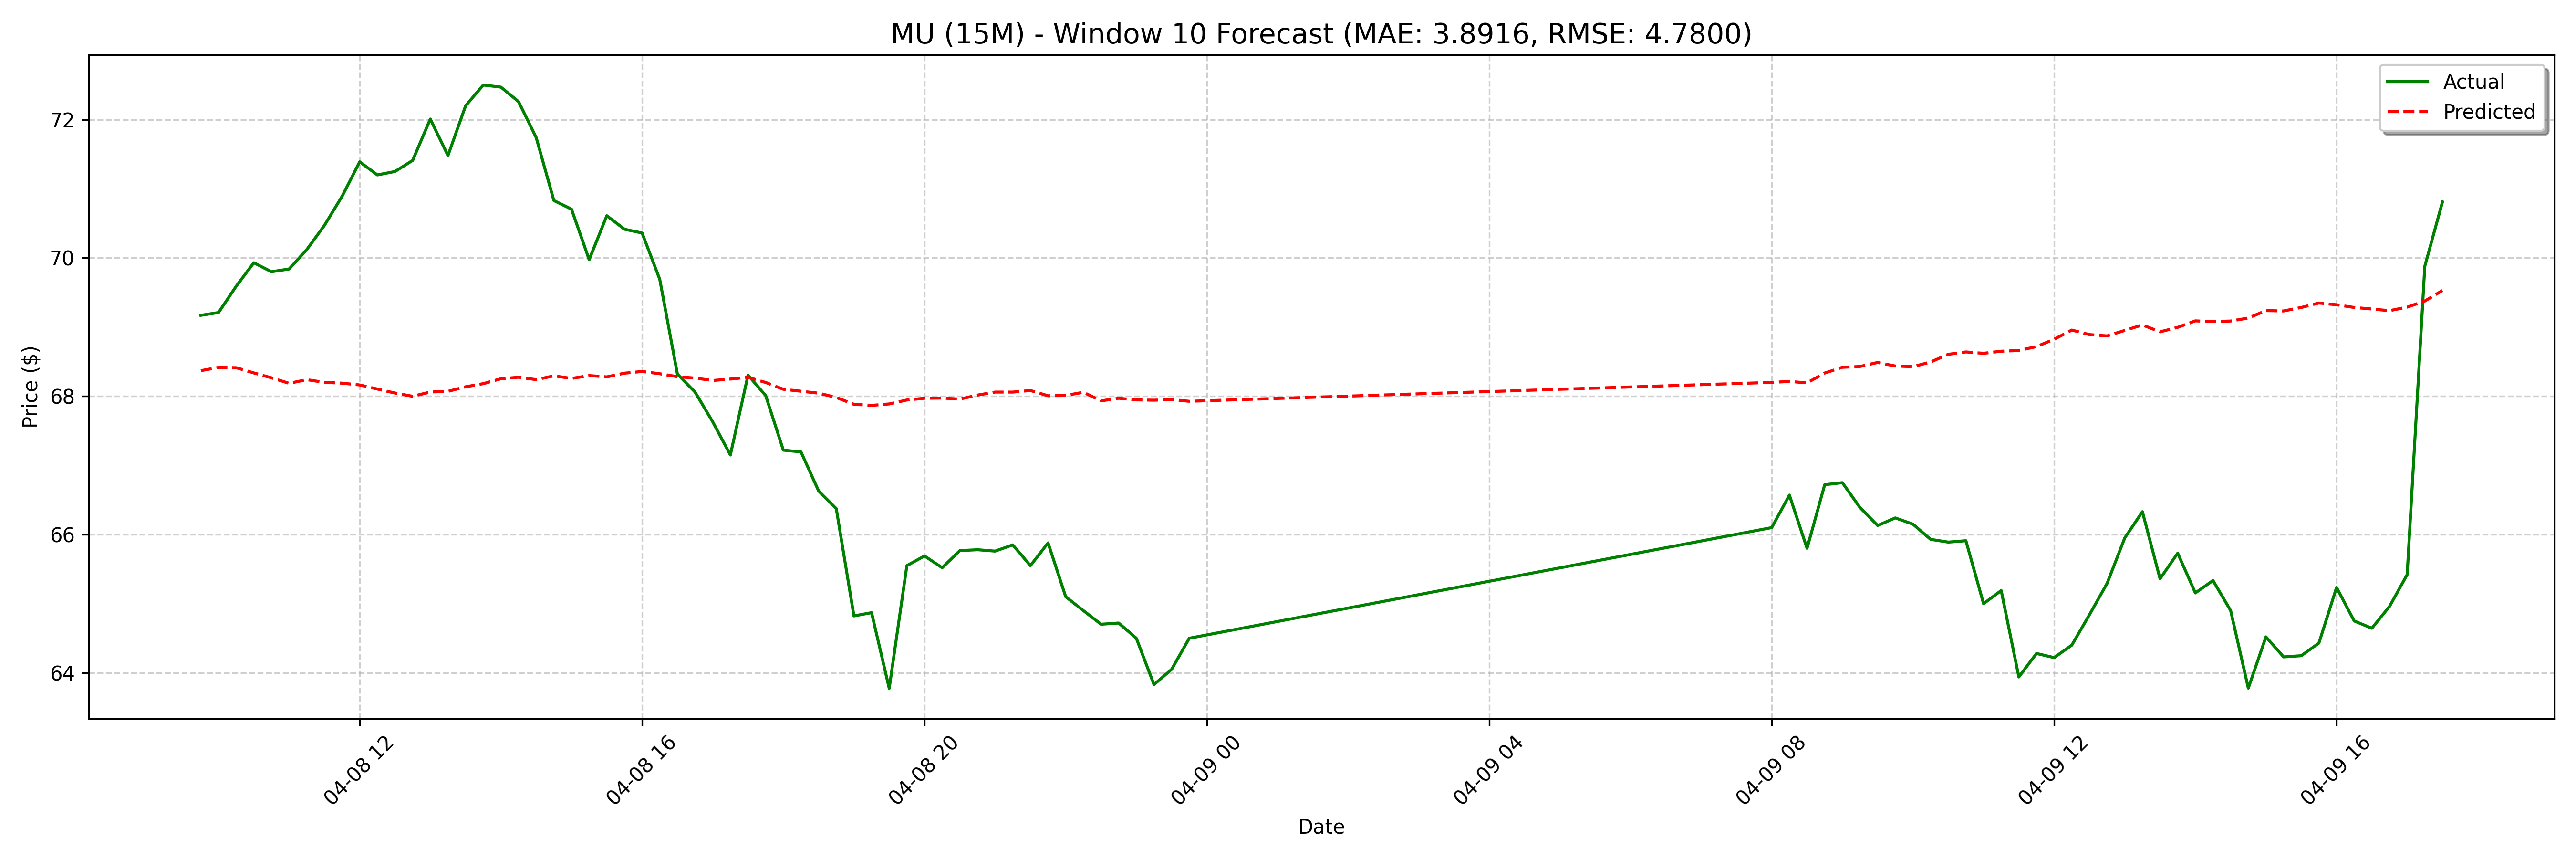 MU (15M) - Window 10 Forecast (MAE: 3.8916, RMSE: 4.7800)
Actual
Predicted
Price ($)
72
70
68
66
64
04-08 12
04-08 16
04-08 20
04-09 00
04-09 04
04-09 08
04-09 12
04-09 16
Date